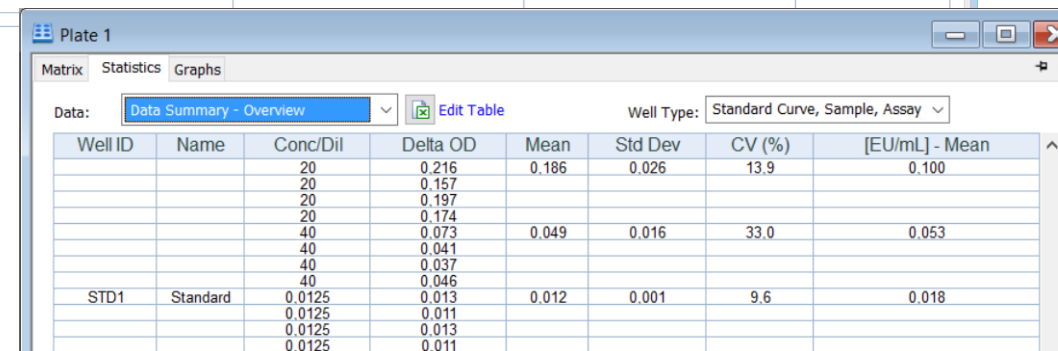 Plate 1
Matrix Statistics Graphs
Data: Data Summary - Overview Edit Table Well Type: Standard Curve, Sample, Assay
Well ID Name Conc/Dil Delta OD Mean Std Dev CV (%) [EU/mL] - Mean
20 0.216 0.186 0.026 13.9 0.100
20 0.157
20 0.197
20 0.174
40 0.073 0.049 0.016 33.0 0.053
40 0.041
40 0.037
40 0.046
STD1 Standard 0.0125 0.013 0.012 0.001 9.6 0.018
0.0125 0.011
0.0125 0.013
0.0125 0.011